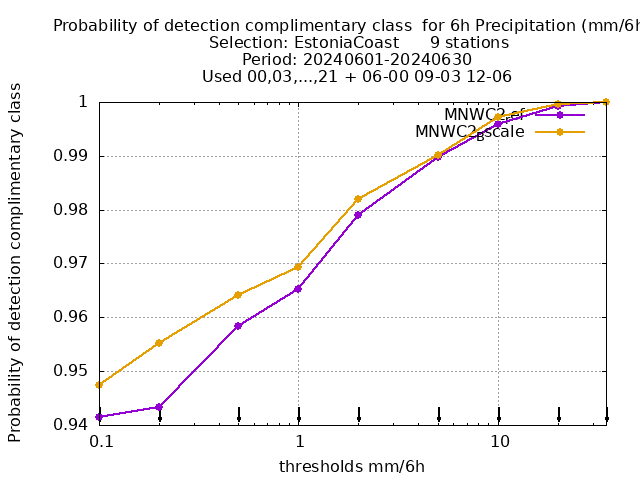 Probability of detection complimentary class  for 6h Precipitation (mm/6h
Selection: EstoniaCoast      9 stations
Period: 20240601-20240630
Used 00,03,...,21 + 06-00 09-03 12-06
Probability of detection complimentary class
1
0.99
0.98
0.97
0.96
0.95
0.94
MNWC2_ref
MNWC2_Bscale
0.1
1
10
thresholds mm/6h